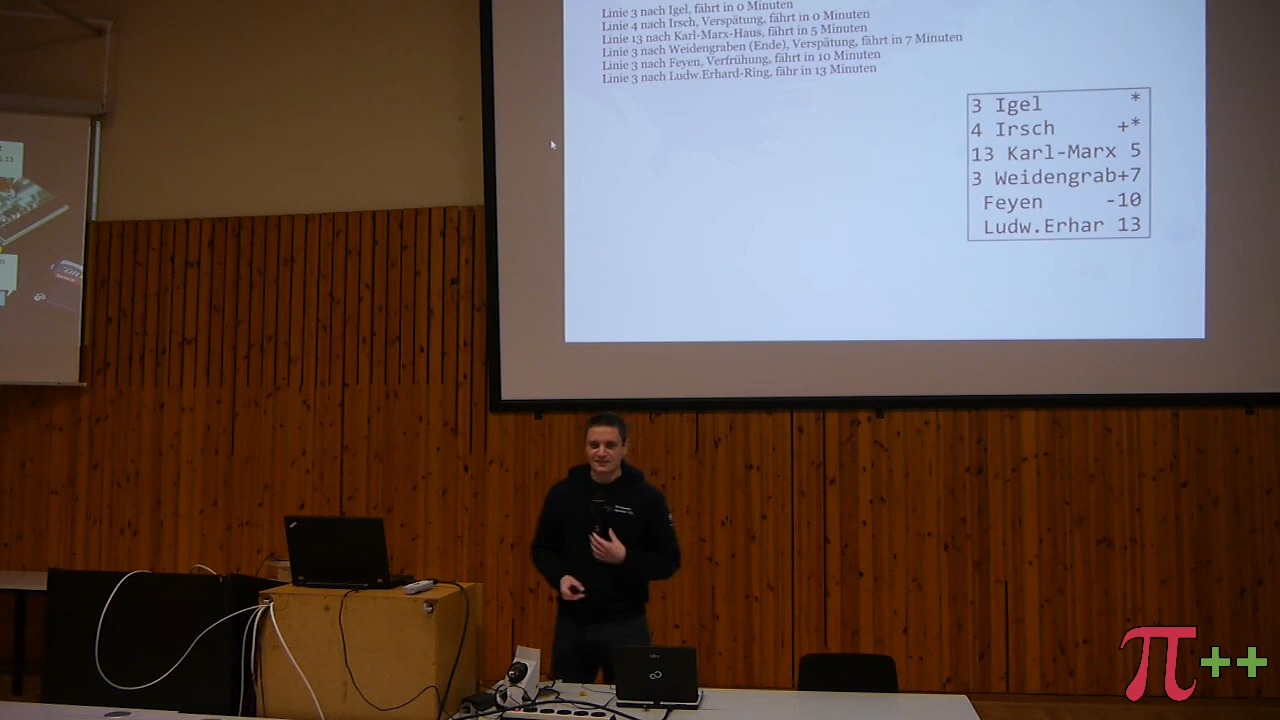 Linie 3 nach Igel, fährt in 0 Minuten
Linie 4 nach Irsch, Verspätung, fährt in 0 Minuten
Linie 13 nach Karl-Marx-Haus, fährt in 5 Minuten
Linie 3 nach Weidengraben (Ende), Verspätung, fährt in 7 Minuten
Linie 3 nach Feyen, Verfrühung, fährt in 10 Minuten
Linie 3 nach Ludw.Erhard-Ring, fähr in 13 Minuten
3 Igel *
4 Irsch +*
13 Karl-Marx 5
3 Weidengrab+7
Feyen -10
Ludw.Erhar 13
π++